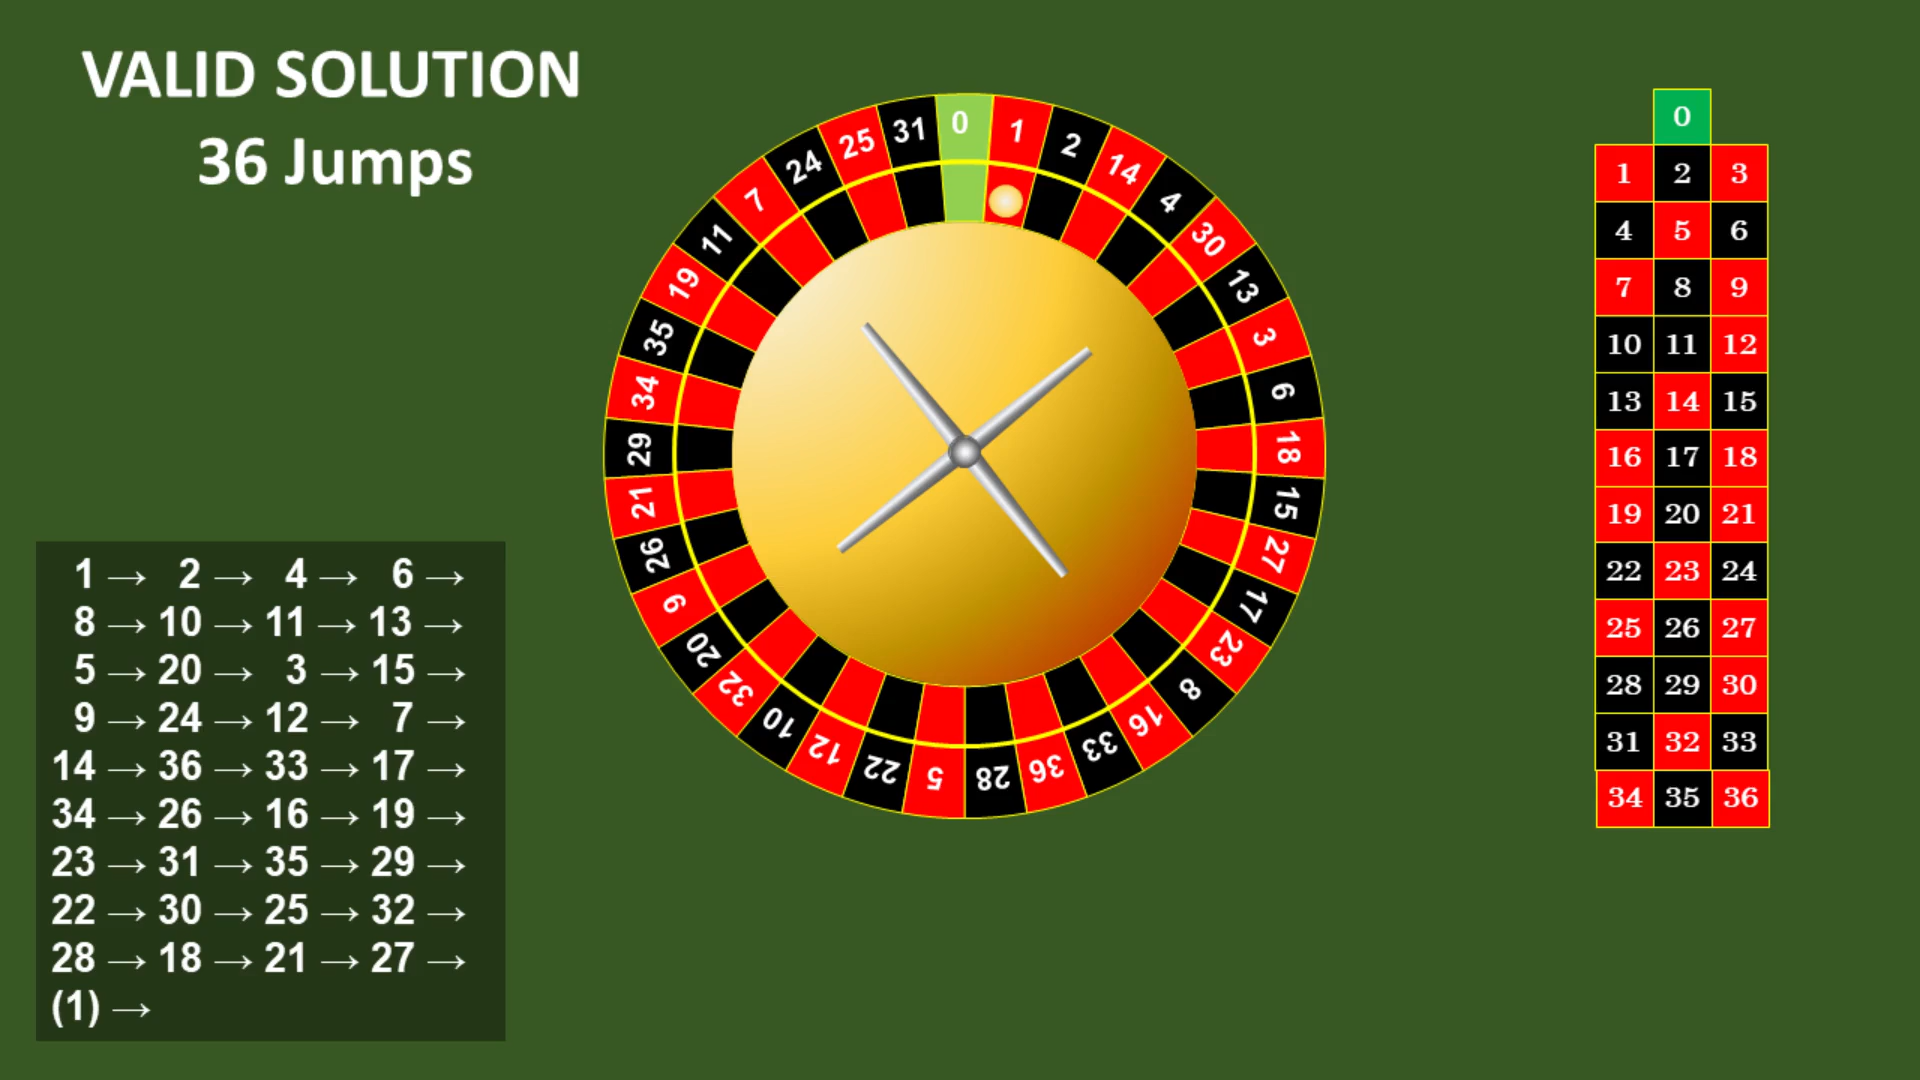 VALID SOLUTION
36 Jumps
1 → 2 → 4 → 6 →
8 → 10 → 11 → 13 →
5 → 20 → 3 → 15 →
9 → 24 → 12 → 7 →
14 → 36 → 33 → 17 →
34 → 26 → 16 → 19 →
23 → 31 → 35 → 29 →
22 → 30 → 25 → 32 →
28 → 18 → 21 → 27 →
(1) →
0 1 2 14 4 30 13 3 6 18 15 27 17 23 8 16 33 36 28 5 22 12 10 32 20 9 26 21 29 34 35 19 11 7 24 25 31
0
1 2 3
4 5 6
7 8 9
10 11 12
13 14 15
16 17 18
19 20 21
22 23 24
25 26 27
28 29 30
31 32 33
34 35 36